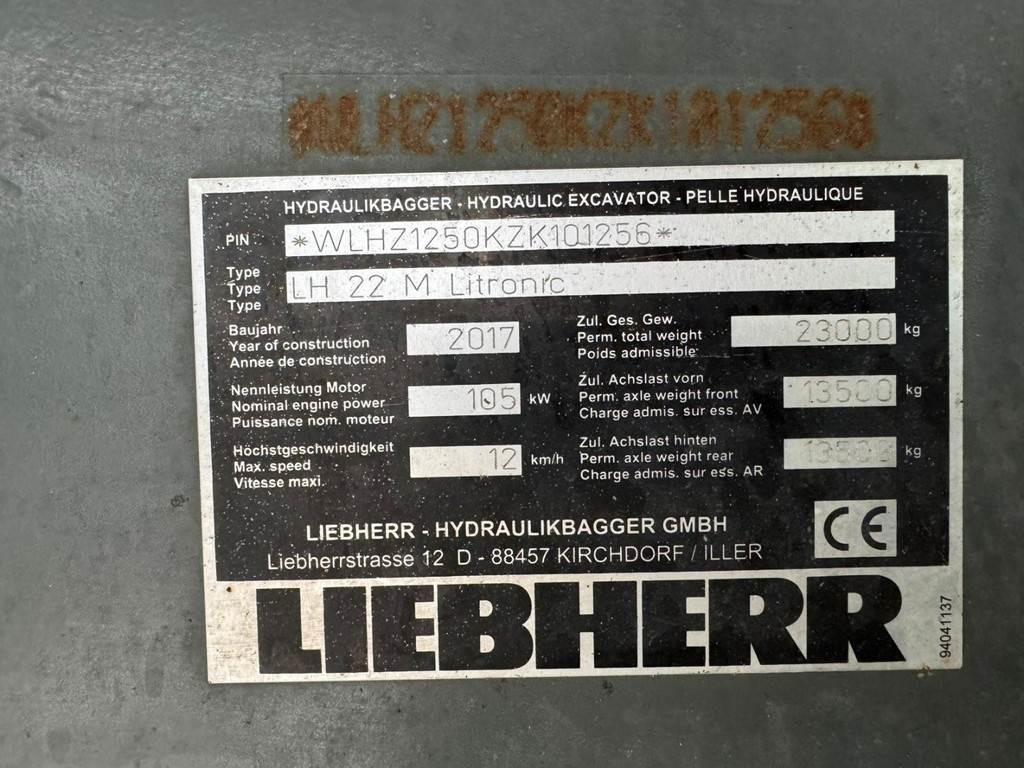 *WLHZ1250KZK101256*
HYDRAULIKBAGGER - HYDRAULIC EXCAVATOR - PELLE HYDRAULIQUE
PIN *WLHZ1250KZK101256*
Type
Type LH 22 M Litronic
Type
Baujahr
Year of construction 2017
Année de construction
Zul. Ges. Gew.
Perm. total weight 23000 kg
Poids admissible
Nennleistung Motor
Nominal engine power 105 kW
Puissance nom. moteur
Zul. Achslast vorn
Perm. axle weight front 13500 kg
Charge admis. sur ess. AV
Höchstgeschwindigkeit
Max. speed 12 km/h
Vitesse maxi.
Zul. Achslast hinten
Perm. axle weight rear kg
Charge admis. sur ess. AR
LIEBHERR - HYDRAULIKBAGGER GMBH
Liebherrstrasse 12 D - 88457 KIRCHDORF / ILLER
CE
LIEBHERR
94041137